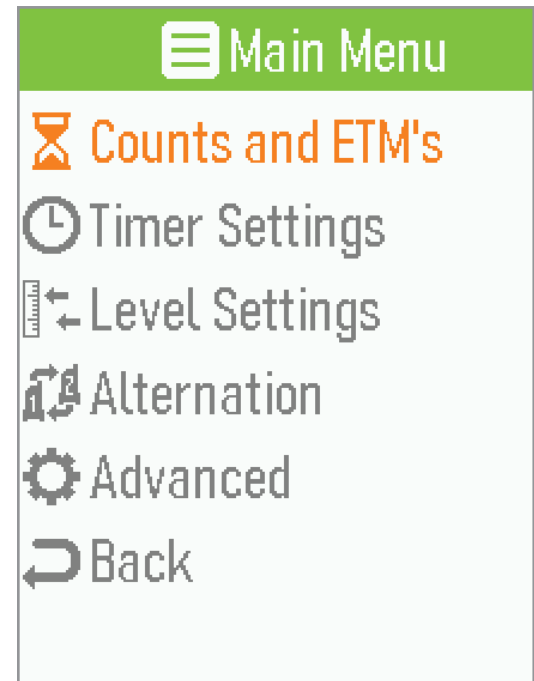 Main Menu
Counts and ETM's
Timer Settings
Level Settings
Alternation
Advanced
Back